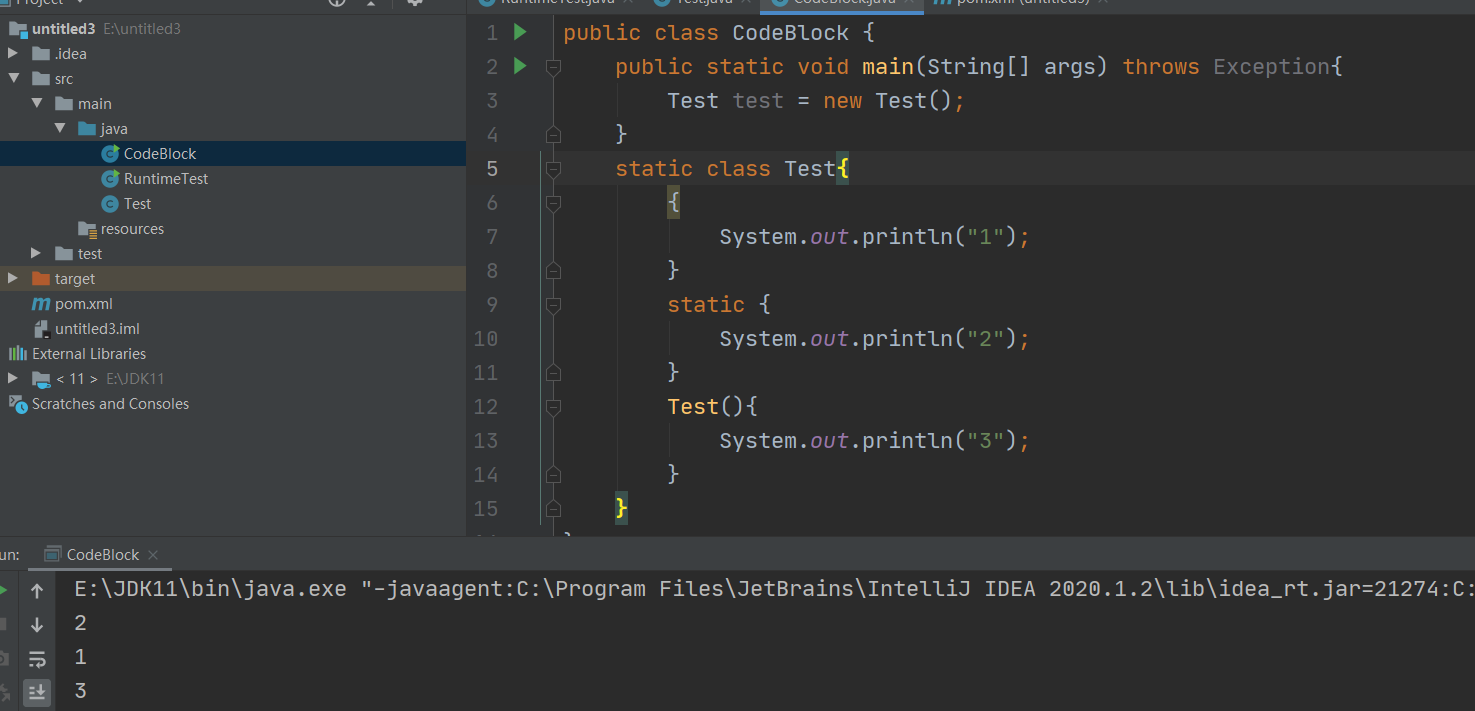 Project
RuntimeTest.java
Test.java
CodeBlock.java
pom.xml (untitled3)
untitled3 E:\untitled3
.idea
src
main
java
CodeBlock
RuntimeTest
Test
resources
test
target
pom.xml
untitled3.iml
External Libraries
< 11 > E:\JDK11
Scratches and Consoles
1 public class CodeBlock {
2 public static void main(String[] args) throws Exception{
3 Test test = new Test();
4 }
5 static class Test{
6 {
7 System.out.println("1");
8 }
9 static {
10 System.out.println("2");
11 }
12 Test(){
13 System.out.println("3");
14 }
15 }
un: CodeBlock
E:\JDK11\bin\java.exe "-javaagent:C:\Program Files\JetBrains\IntelliJ IDEA 2020.1.2\lib\idea_rt.jar=21274:C:
2
1
3